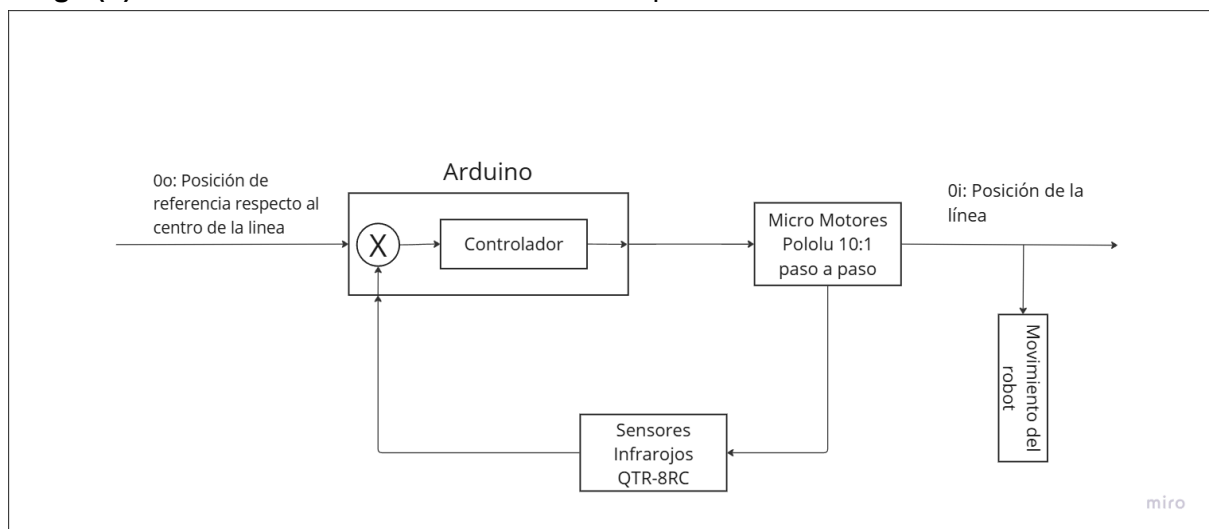 Arduino
0o: Posición de
referencia respecto al
centro de la linea
X
Controlador
Micro Motores
Pololu 10:1
paso a paso
0i: Posición de la
línea
Movimiento del
robot
Sensores
Infrarojos
QTR-8RC
miro